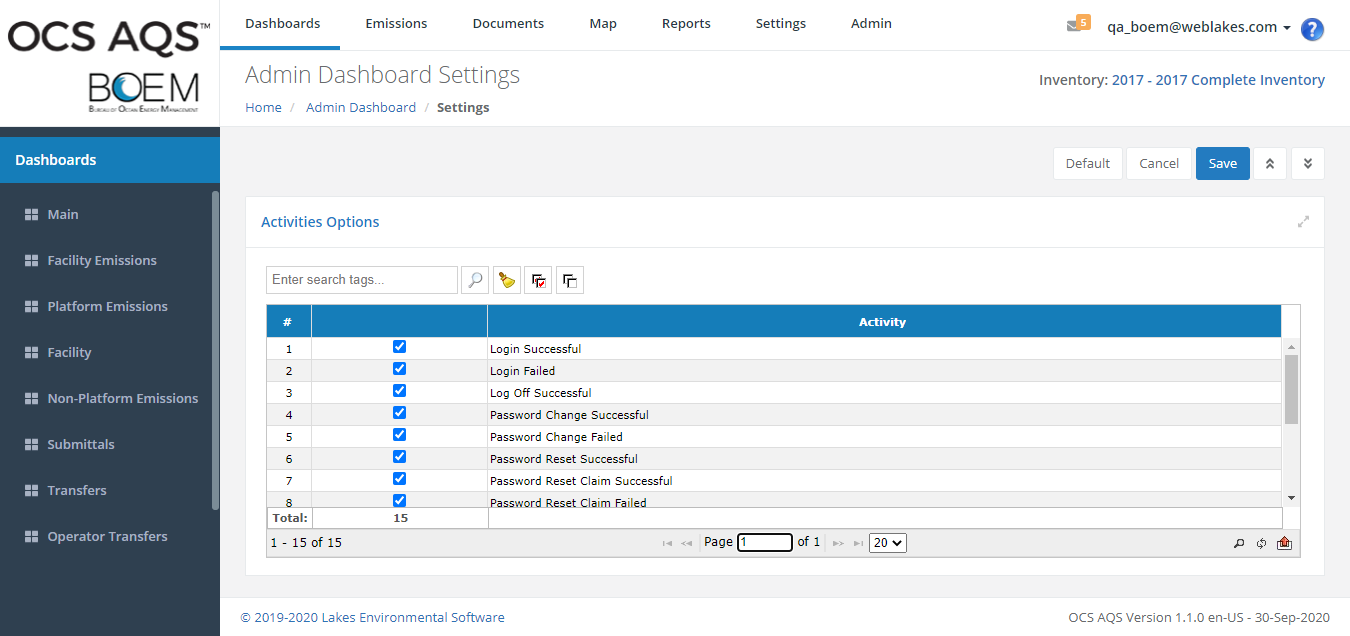 OCS AQS™
BOEM
Bureau of Ocean Energy Management
Dashboards Emissions Documents Map Reports Settings Admin
5 qa_boem@weblakes.com ?
Admin Dashboard Settings
Home / Admin Dashboard / Settings
Inventory: 2017 - 2017 Complete Inventory
Dashboards
Main
Facility Emissions
Platform Emissions
Facility
Non-Platform Emissions
Submittals
Transfers
Operator Transfers
Default Cancel Save
Activities Options
Enter search tags...
# Activity
1 Login Successful
2 Login Failed
3 Log Off Successful
4 Password Change Successful
5 Password Change Failed
6 Password Reset Successful
7 Password Reset Claim Successful
8 Password Reset Claim Failed
Total: 15
1 - 15 of 15 Page 1 of 1 20
© 2019-2020 Lakes Environmental Software
OCS AQS Version 1.1.0 en-US - 30-Sep-2020